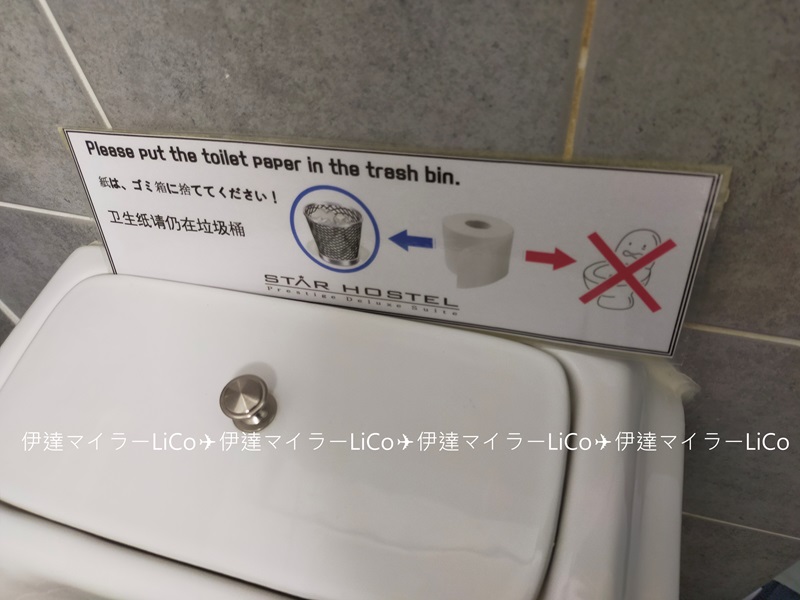 Please put the toilet paper in the trash bin.
紙は、ゴミ箱に捨ててください！
卫生纸请仍在垃圾桶
STAR HOSTEL
Prestige Deluxe Suite
伊達マイラーLiCo✈伊達マイラーLiCo✈伊達マイラーLiCo✈伊達マイラーLiCo